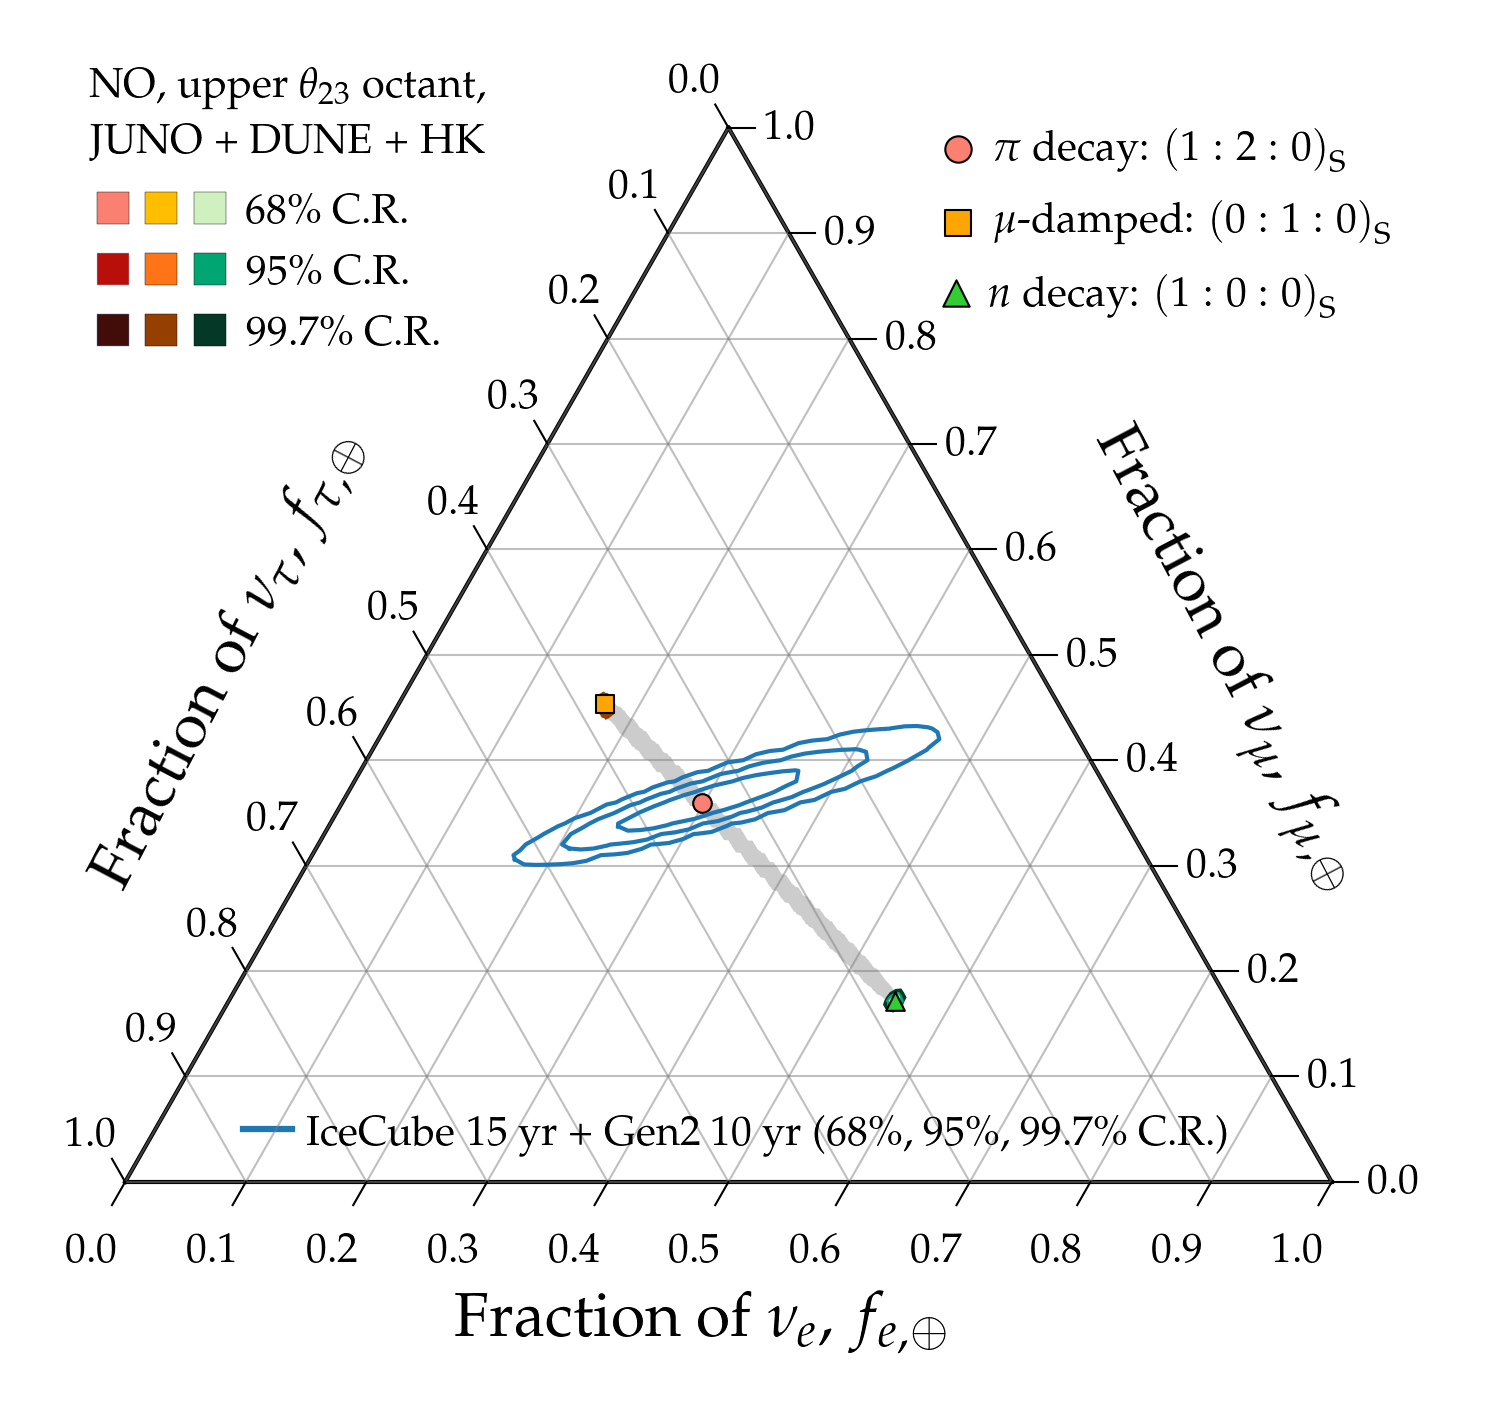 NO, upper θ23 octant,
JUNO + DUNE + HK
68% C.R.
95% C.R.
99.7% C.R.
π decay: (1 : 2 : 0)S
μ-damped: (0 : 1 : 0)S
n decay: (1 : 0 : 0)S
0.0
0.1
0.2
0.3
0.4
0.5
0.6
0.7
0.8
0.9
1.0
Fraction of ντ, fτ,⊕
1.0
0.9
0.8
0.7
0.6
0.5
0.4
0.3
0.2
0.1
0.0
Fraction of νμ, fμ,⊕
IceCube 15 yr + Gen2 10 yr (68%, 95%, 99.7% C.R.)
0.0 0.1 0.2 0.3 0.4 0.5 0.6 0.7 0.8 0.9 1.0
Fraction of νe, fe,⊕